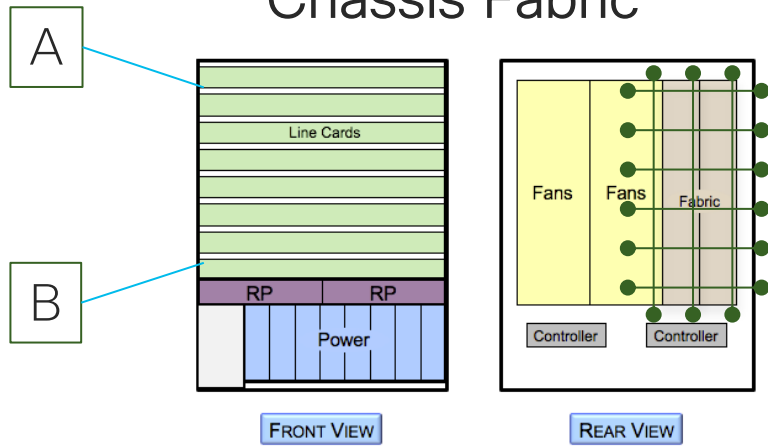 Chassis Fabric
A
Line Cards
B
RP RP
Power
FRONT VIEW
Fans Fans Fabric
Controller Controller
REAR VIEW